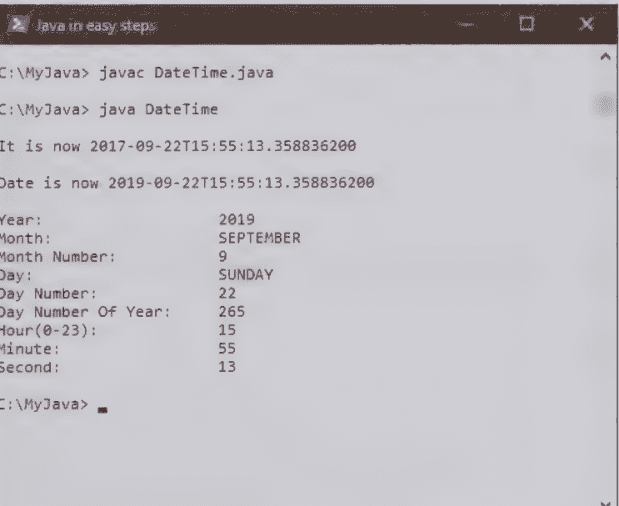 Java in easy steps
C:\MyJava> javac DateTime.java
C:\MyJava> java DateTime
It is now 2017-09-22T15:55:13.358836200
Date is now 2019-09-22T15:55:13.358836200
Year: 2019
Month: SEPTEMBER
Month Number: 9
Day: SUNDAY
Day Number: 22
Day Number Of Year: 265
Hour(0-23): 15
Minute: 55
Second: 13
C:\MyJava>